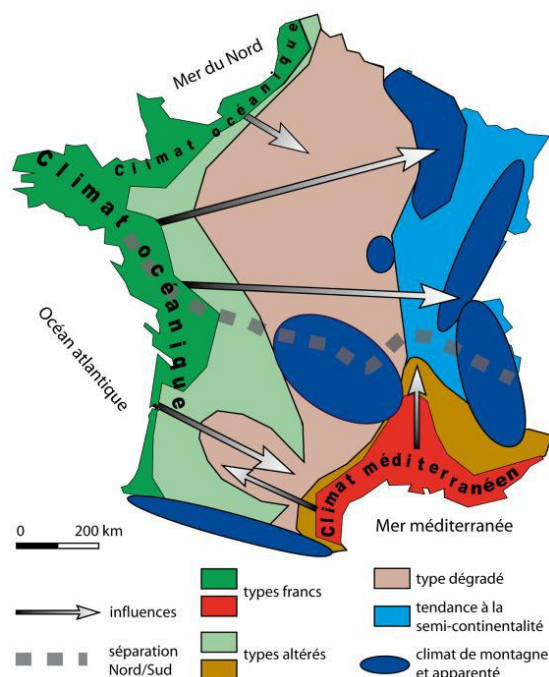 Mer du Nord
Climat océanique
Climat océanique
Océan atlantique
Climat méditerranéen
Mer méditerranée
0 200 km
influences
séparation
Nord/Sud
types francs
types altérés
type dégradé
tendance à la
semi-continentalité
climat de montagne
et apparenté